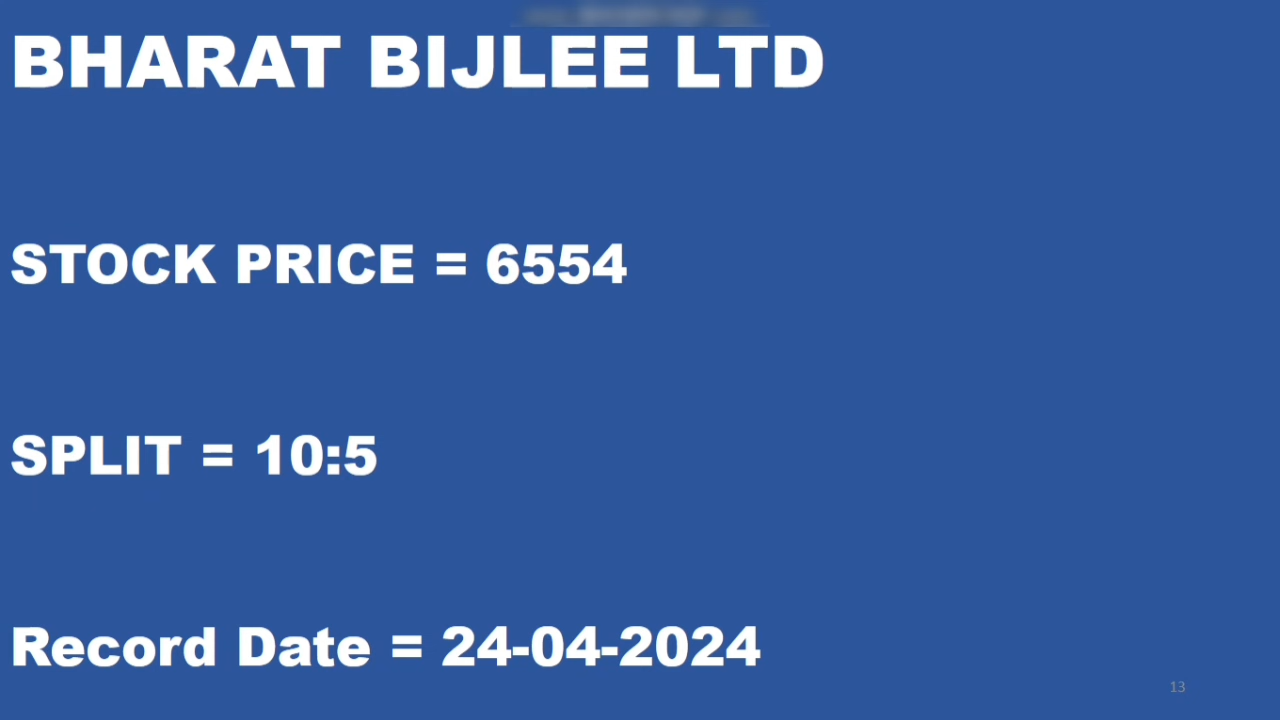 BHARAT BIJLEE LTD
STOCK PRICE = 6554
SPLIT = 10:5
Record Date = 24-04-2024
13